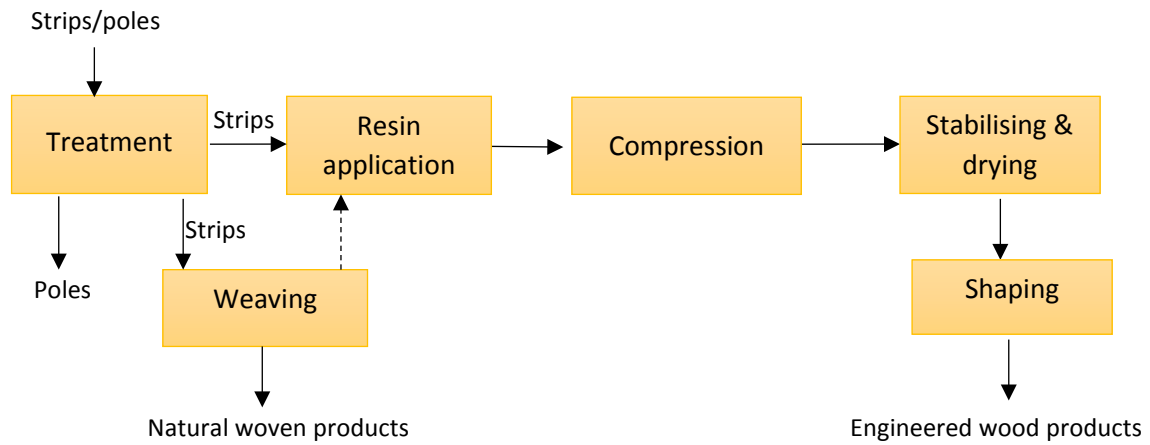 Strips/poles
Treatment
Strips
Resin
application
Compression
Stabilising &
drying
Strips
Poles
Weaving
Shaping
Natural woven products
Engineered wood products